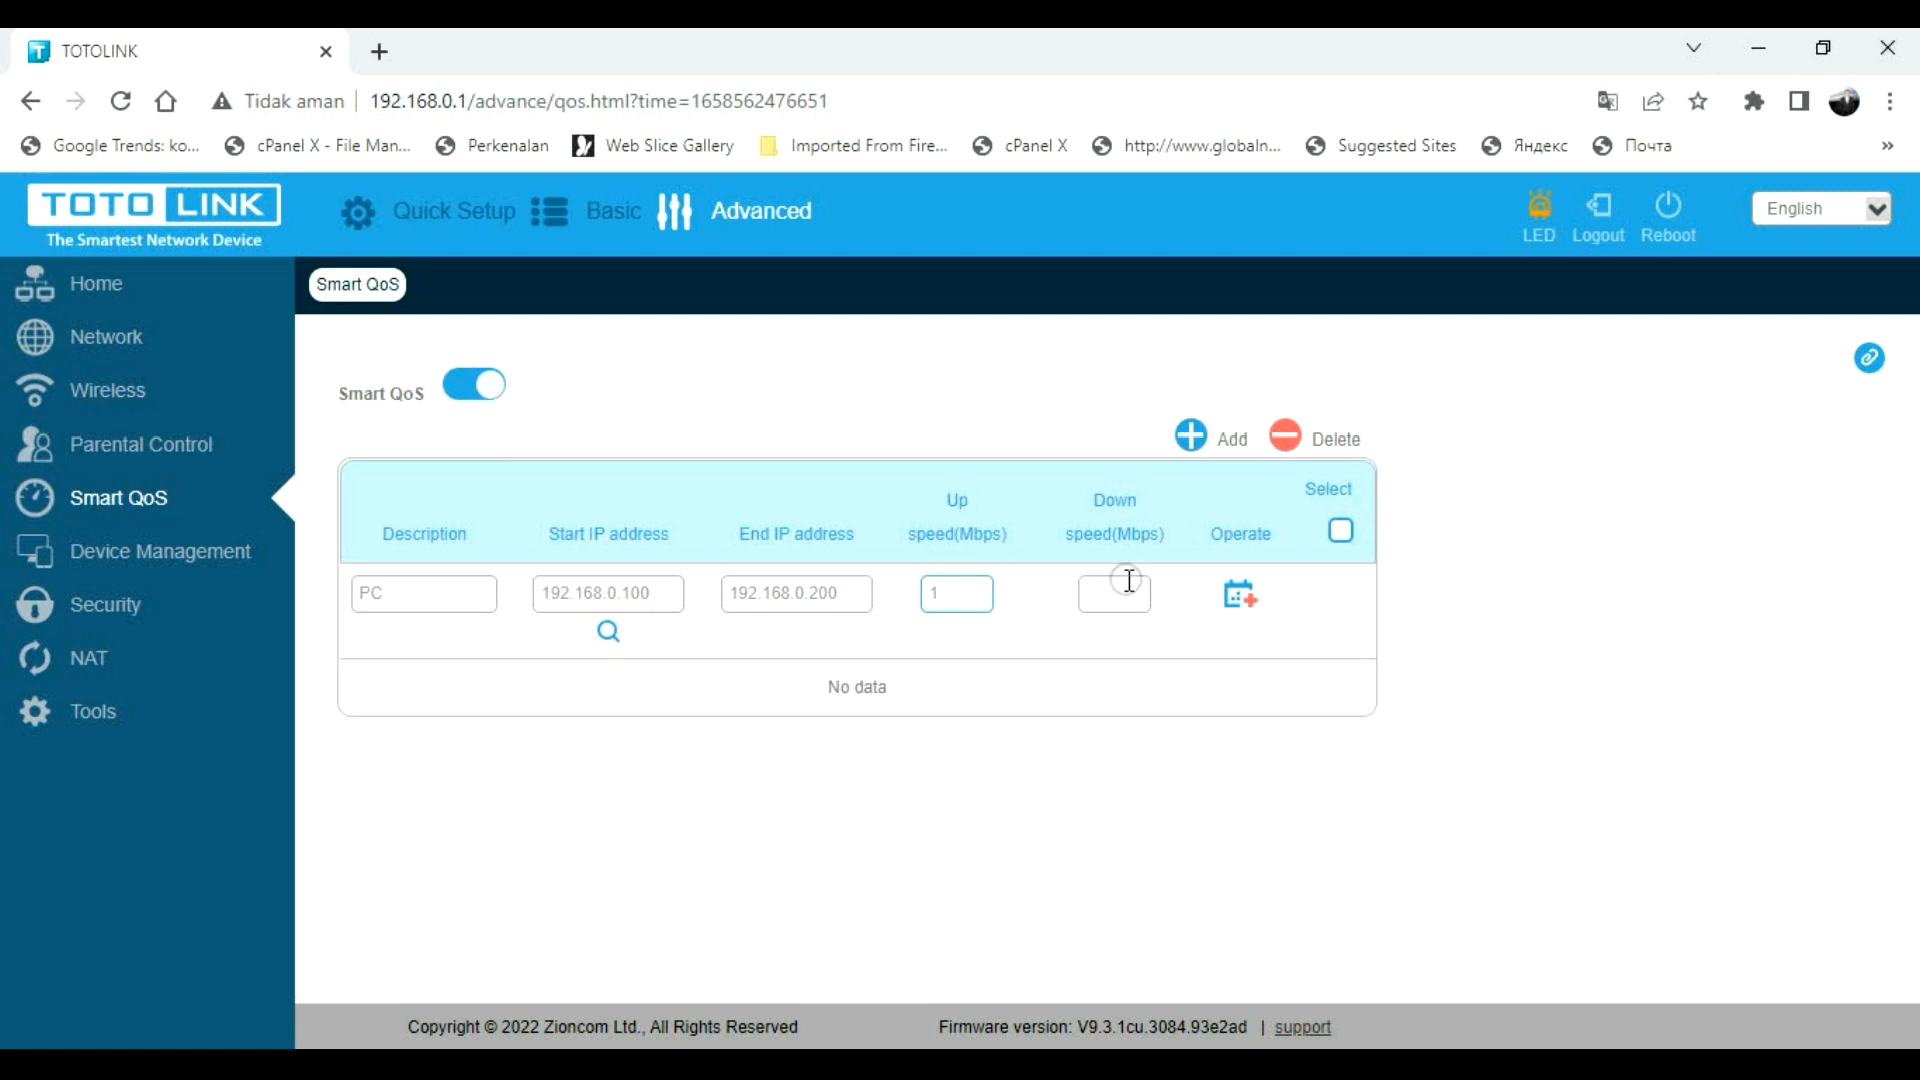 TOTOLINK
Tidak aman
192.168.0.1/advance/qos.html?time=1658562476651
Google Trends: ko...
cPanel X - File Man...
Perkenalan
Web Slice Gallery
Imported From Fire...
cPanel X
http://www.globaln...
Suggested Sites
Яндекс
Почта
»
TOTO LINK
The Smartest Network Device
Quick Setup
Basic
Advanced
LED
Logout
Reboot
English
Home
Network
Wireless
Parental Control
Smart QoS
Device Management
Security
NAT
Tools
Smart QoS
Smart QoS
Add
Delete
Description
Start IP address
End IP address
Up
speed(Mbps)
Down
speed(Mbps)
Operate
Select
PC
192.168.0.100
192.168.0.200
1
No data
Copyright © 2022 Zioncom Ltd., All Rights Reserved
Firmware version: V9.3.1cu.3084.93e2ad | support